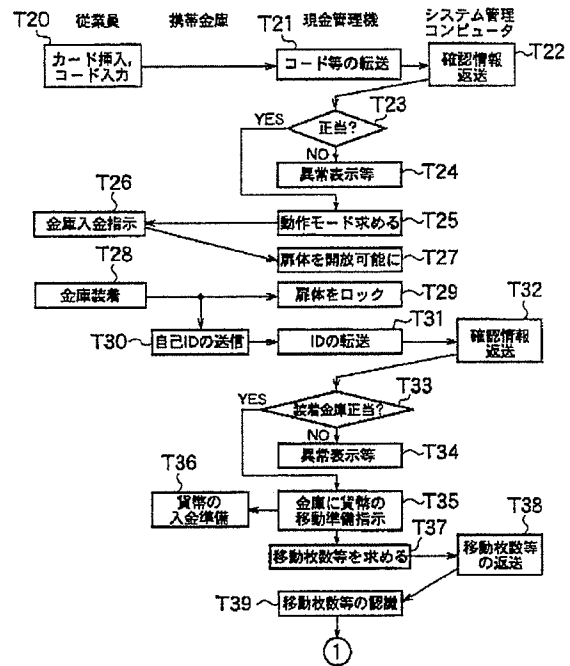 従業員 携帯金庫 現金管理機 システム管理
コンピュータ
T20 T21 T22
カード挿入,
コード入力
コード等の転送
確認情報
返送
T23
YES 正当?
NO
異常表示等 T24
T26
金庫入金指示
動作モード求める T25
扉体を開放可能に T27
T28
金庫装着
扉体をロック T29
T30 自己IDの送信
T31
IDの転送
T32
確認情報
返送
T33
YES 装着金庫正当?
NO
異常表示等 T34
T36
貨幣の
入金準備
金庫に貨幣の
移動準備指示
T35
T37
移動枚数等を求める
T38
移動枚数等
の返送
T39 移動枚数等の認識
1